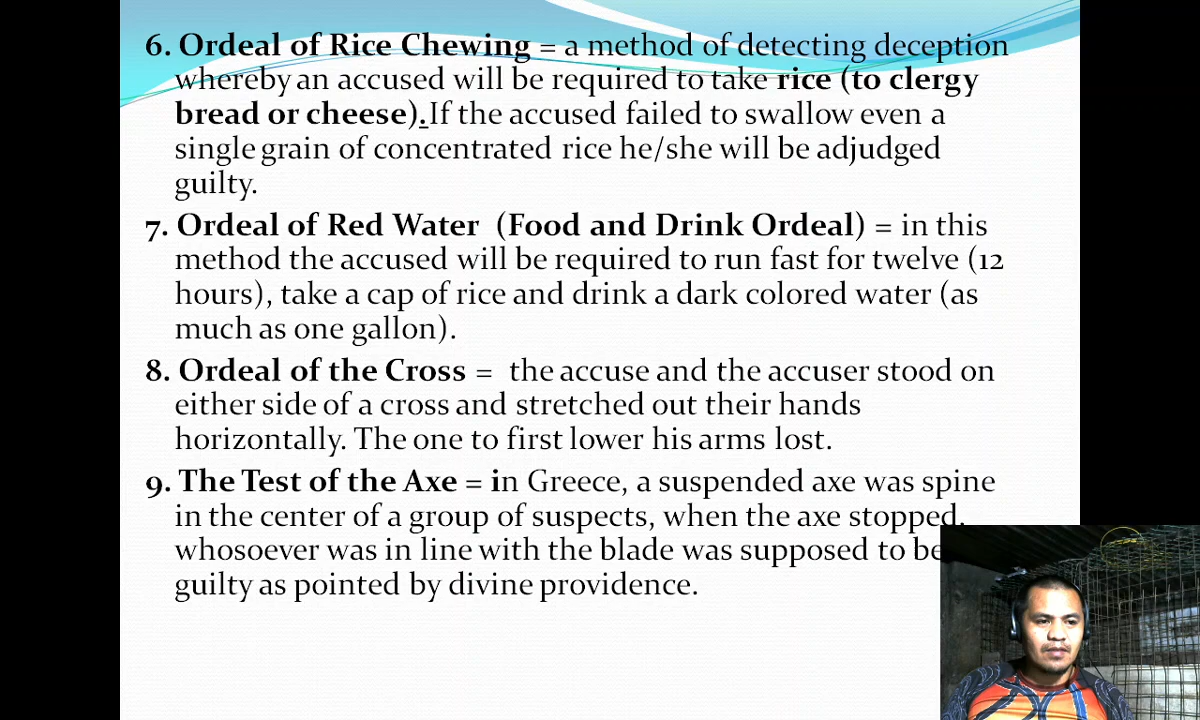 6. Ordeal of Rice Chewing = a method of detecting deception
whereby an accused will be required to take rice (to clergy
bread or cheese).If the accused failed to swallow even a
single grain of concentrated rice he/she will be adjudged
guilty.
7. Ordeal of Red Water (Food and Drink Ordeal) = in this
method the accused will be required to run fast for twelve (12
hours), take a cap of rice and drink a dark colored water (as
much as one gallon).
8. Ordeal of the Cross = the accuse and the accuser stood on
either side of a cross and stretched out their hands
horizontally. The one to first lower his arms lost.
9. The Test of the Axe = in Greece, a suspended axe was spine
in the center of a group of suspects, when the axe stopped,
whosoever was in line with the blade was supposed to be
guilty as pointed by divine providence.